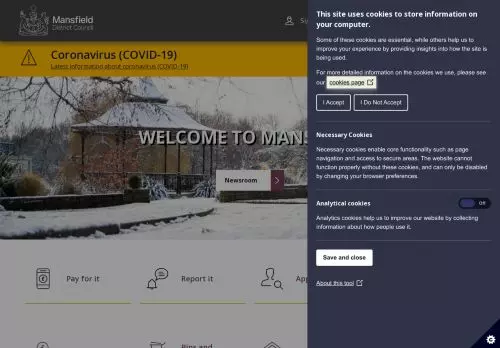 Mansfield
District Council
Coronavirus (COVID-19)
Latest information about coronavirus (COVID-19)
WELCOME TO MANS
Newsroom
Pay for it
Report it
This site uses cookies to store information on
your computer.
Some of these cookies are essential, while others help us to
improve your experience by providing insights into how the site is
being used.
For more detailed information on the cookies we use, please see
our cookies page
I Accept
I Do Not Accept
Necessary Cookies
Necessary cookies enable core functionality such as page
navigation and access to secure areas. The website cannot
function properly without these cookies, and can only be disabled
by changing your browser preferences.
Analytical cookies
Off
Analytics cookies help us to improve our website by collecting
information about how people use it.
Save and close
About this tool